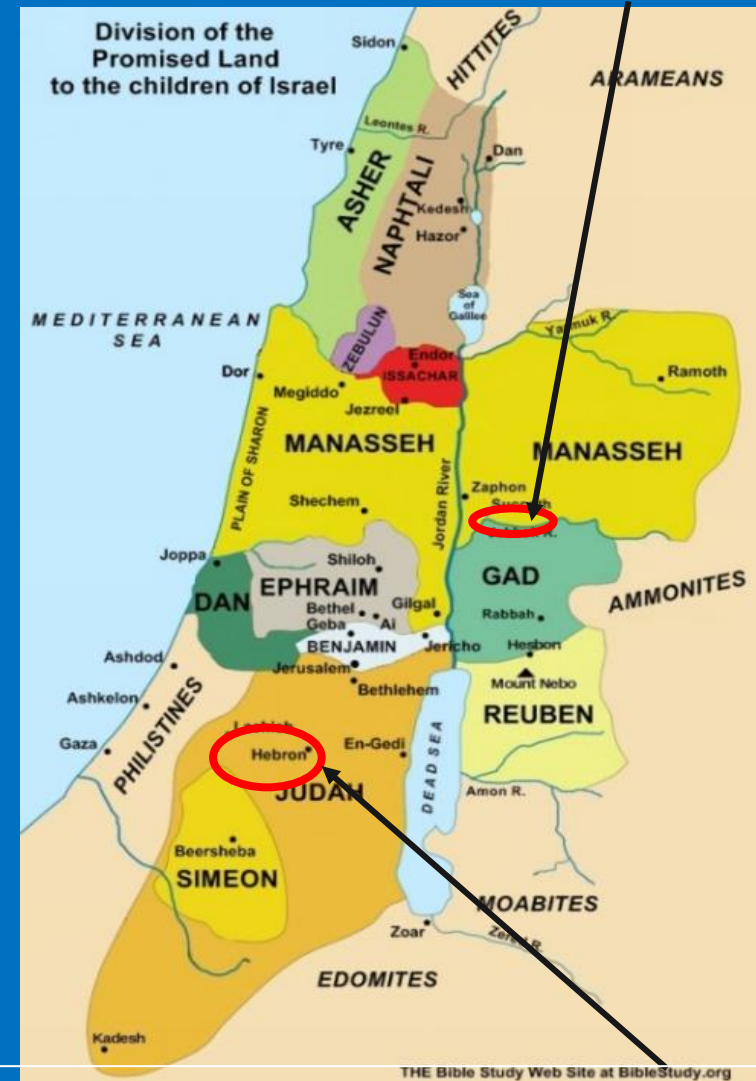 Division of the
Promised Land
to the children of Israel
Sidon
HITTITES
ARAMEANS
Leontes R.
Tyre
Dan
ASHER
NAPHTALI
Kedesh
Hazor
Sea
of
Galilee
MEDITERRANEAN
SEA
ZEBULUN
Yarmuk R.
Endor
ISSACHAR
Dor
Ramoth
Megiddo
Jezreel
MANASSEH
MANASSEH
PLAIN OF SHARON
Jordan River
Zaphon
Shechem
Joppa
Shiloh
GAD
EPHRAIM
DAN
AMMONITES
Bethel
Gilgal
Rabbah
Geba
Ai
BENJAMIN
Jericho
Hesbon
Ashdod
Jerusalem
Mount Nebo
Bethlehem
Ashkelon
REUBEN
PHILISTINES
Gaza
Hebron
En-Gedi
DEAD SEA
JUDAH
Arnon R.
Beersheba
SIMEON
MOABITES
Zoar
Zered R.
EDOMITES
Kadesh
THE Bible Study Web Site at BibleStudy.org